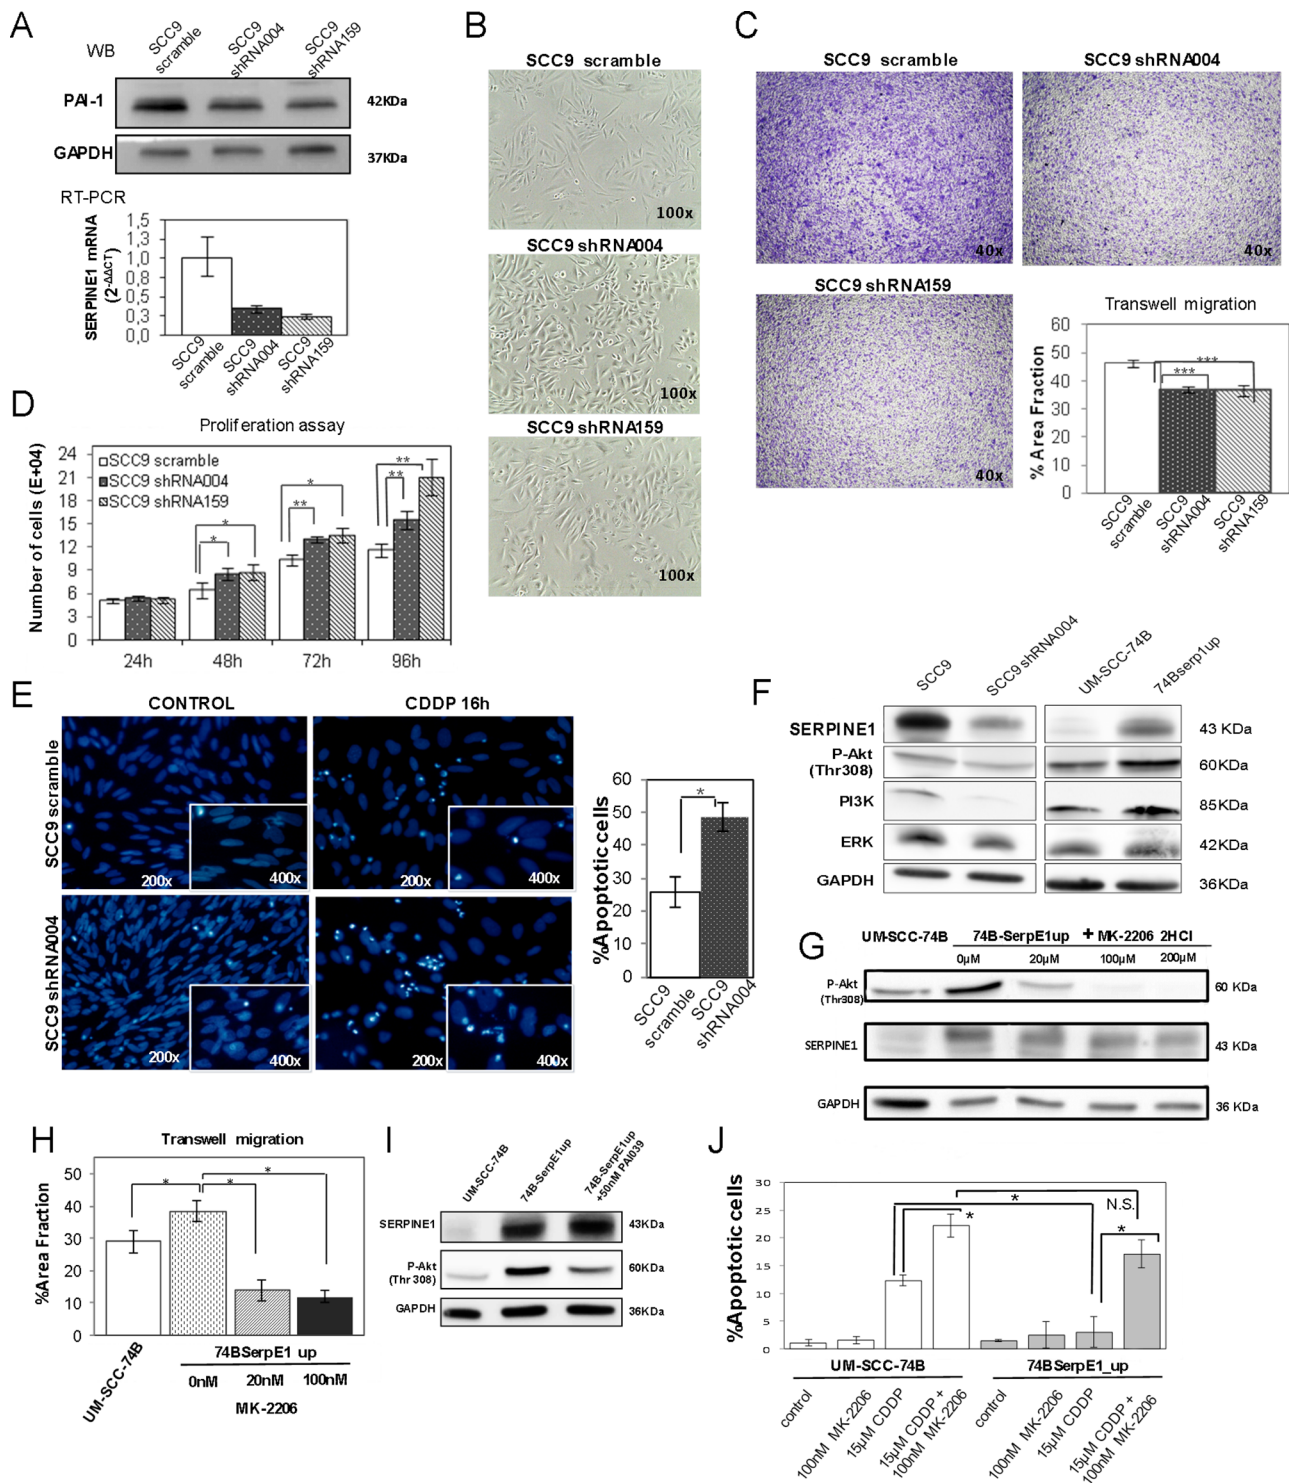 A
WB
SCC9 scramble
SCC9 shRNA004
SCC9 shRNA159
PAI-1
42KDa
GAPDH
37KDa
RT-PCR
SERPINE1 mRNA
(2-ΔΔCT)
1,5
1,3
1,0
0,8
0,5
0,3
0,0
SCC9 scramble
SCC9 shRNA004
SCC9 shRNA159
B
SCC9 scramble
100x
SCC9 shRNA004
100x
SCC9 shRNA159
100x
C
SCC9 scramble
40x
SCC9 shRNA004
40x
SCC9 shRNA159
40x
Transwell migration
% Area Fraction
60
50
40
30
20
10
0
***
***
SCC9 scramble
SCC9 shRNA004
SCC9 shRNA159
D
Proliferation assay
Number of cells (E+04)
24
21
18
15
12
9
6
3
0
SCC9 scramble
SCC9 shRNA004
SCC9 shRNA159
*
*
*
**
**
**
24h
48h
72h
96h
E
CONTROL
CDDP 16h
SCC9 scramble
200x
400x
200x
400x
SCC9 shRNA004
200x
400x
200x
400x
%Apoptotic cells
60
50
40
30
20
10
0
*
SCC9 scramble
SCC9 shRNA004
F
SCC9
SCC9 shRNA004
UM-SCC-74B
74Bserp1up
SERPINE1
43 KDa
P-Akt
(Thr308)
60KDa
PI3K
85KDa
ERK
42KDa
GAPDH
36KDa
G
UM-SCC-74B
74B-SerpE1up + MK-2206 2HCl
0µM 20µM 100µM 200µM
P-Akt
(Thr308)
60 KDa
SERPINE1
43 KDa
GAPDH
36 KDa
H
Transwell migration
%Area Fraction
50
40
30
20
10
0
*
*
*
UM-SCC-74B
74BSerpE1 up
0nM 20nM 100nM
MK-2206
I
UM-SCC-74B
74B-SerpE1up
74B-SerpE1up
+50nM PAI039
SERPINE1
43KDa
P-Akt
(Thr 308)
60KDa
GAPDH
36KDa
J
%Apoptotic cells
30
25
20
15
10
5
0
*
*
N.S.
*
UM-SCC-74B
74BSerpE1_up
control
100nM MK-2206
15µM CDDP
15µM CDDP +
100nM MK-2206
control
100nM MK-2206
15µM CDDP
15µM CDDP +
100nM MK-2206